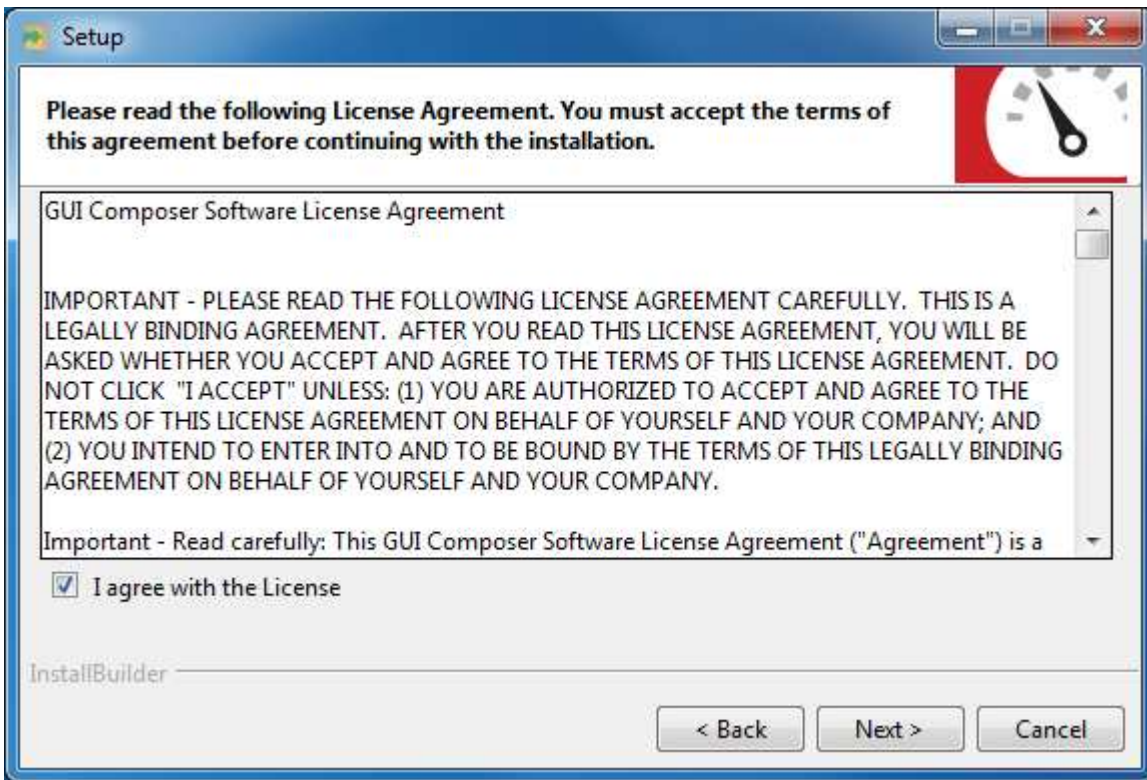 Setup
Please read the following License Agreement. You must accept the terms of
this agreement before continuing with the installation.
GUI Composer Software License Agreement
IMPORTANT - PLEASE READ THE FOLLOWING LICENSE AGREEMENT CAREFULLY.  THIS IS A
LEGALLY BINDING AGREEMENT.  AFTER YOU READ THIS LICENSE AGREEMENT, YOU WILL BE
ASKED WHETHER YOU ACCEPT AND AGREE TO THE TERMS OF THIS LICENSE AGREEMENT.  DO
NOT CLICK  "I ACCEPT" UNLESS: (1) YOU ARE AUTHORIZED TO ACCEPT AND AGREE TO THE
TERMS OF THIS LICENSE AGREEMENT ON BEHALF OF YOURSELF AND YOUR COMPANY; AND
(2) YOU INTEND TO ENTER INTO AND TO BE BOUND BY THE TERMS OF THIS LEGALLY BINDING
AGREEMENT ON BEHALF OF YOURSELF AND YOUR COMPANY.
Important - Read carefully: This GUI Composer Software License Agreement ("Agreement") is a
I agree with the License
InstallBuilder
< Back
Next >
Cancel